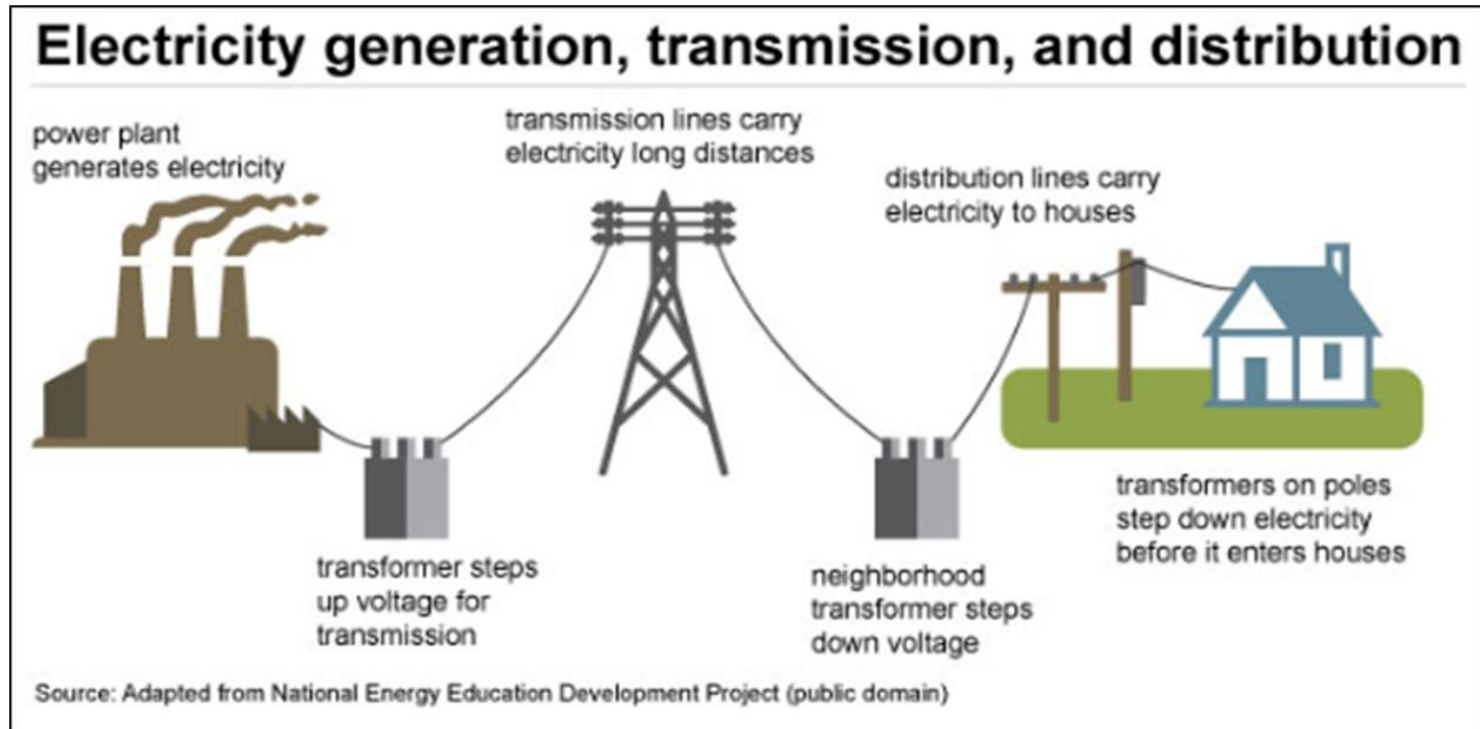 Electricity generation, transmission, and distribution
power plant
generates electricity
transmission lines carry
electricity long distances
distribution lines carry
electricity to houses
transformer steps
up voltage for
transmission
neighborhood
transformer steps
down voltage
transformers on poles
step down electricity
before it enters houses
Source: Adapted from National Energy Education Development Project (public domain)